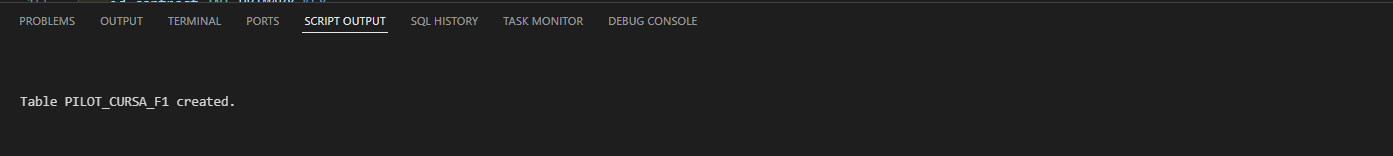 PROBLEMS OUTPUT TERMINAL PORTS SCRIPT OUTPUT SQL HISTORY TASK MONITOR DEBUG CONSOLE
Table PILOT_CURSA_F1 created.